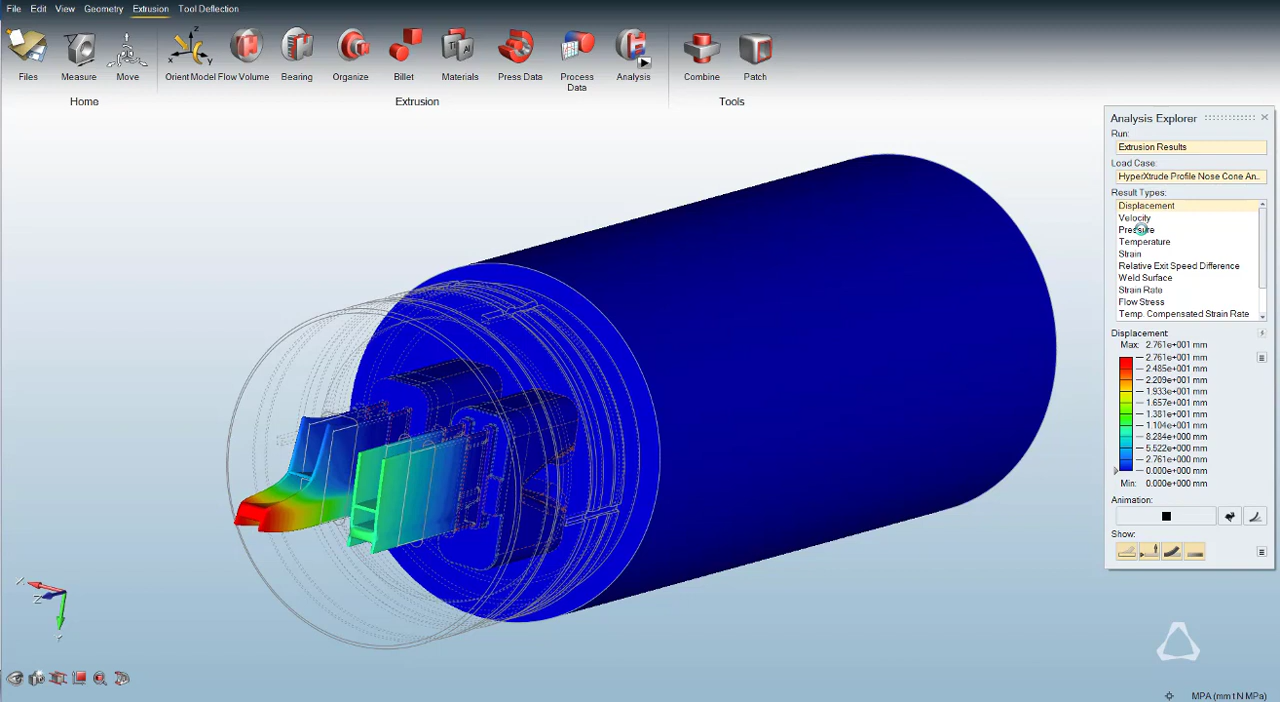 File Edit View Geometry Extrusion Tool Deflection
Files Measure Move Orient Model Flow Volume Bearing Organize Billet Materials Press Data Process Data Analysis Combine Patch
Home Extrusion Tools
Analysis Explorer
Run:
Extrusion Results
Load Case:
HyperXtrude Profile Nose Cone An..
Result Types:
Displacement
Velocity
Pressure
Temperature
Strain
Relative Exit Speed Difference
Weld Surface
Strain Rate
Flow Stress
Temp. Compensated Strain Rate
Displacement
Max: 2.761e+001 mm
2.761e+001 mm
2.485e+001 mm
2.209e+001 mm
1.933e+001 mm
1.657e+001 mm
1.381e+001 mm
1.104e+001 mm
8.284e+000 mm
5.522e+000 mm
2.761e+000 mm
0.000e+000 mm
Min: 0.000e+000 mm
Animation:
Show:
X
Z
Y
MPA (mm t N MPa)